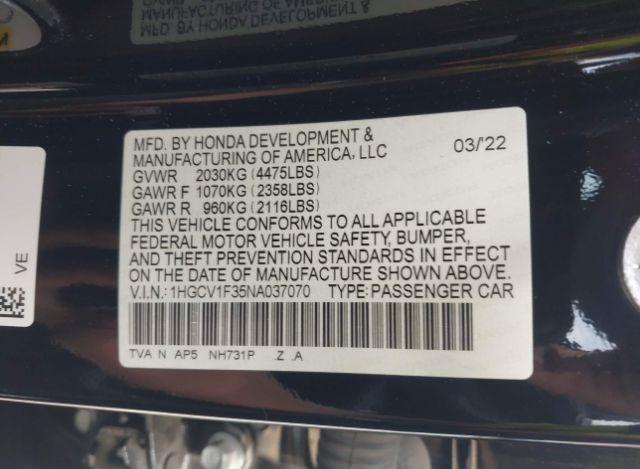 MFD. BY HONDA DEVELOPMENT &
MANUFACTURING OF AMERICA, LLC 03/'22
GVWR 2030KG (4475LBS)
GAWR F 1070KG (2358LBS)
GAWR R 960KG (2116LBS)
THIS VEHICLE CONFORMS TO ALL APPLICABLE
FEDERAL MOTOR VEHICLE SAFETY, BUMPER,
AND THEFT PREVENTION STANDARDS IN EFFECT
ON THE DATE OF MANUFACTURE SHOWN ABOVE.
V.I.N.: 1HGCV1F35NA037070 TYPE: PASSENGER CAR
TVA N AP5 NH731P .Z .A
VE